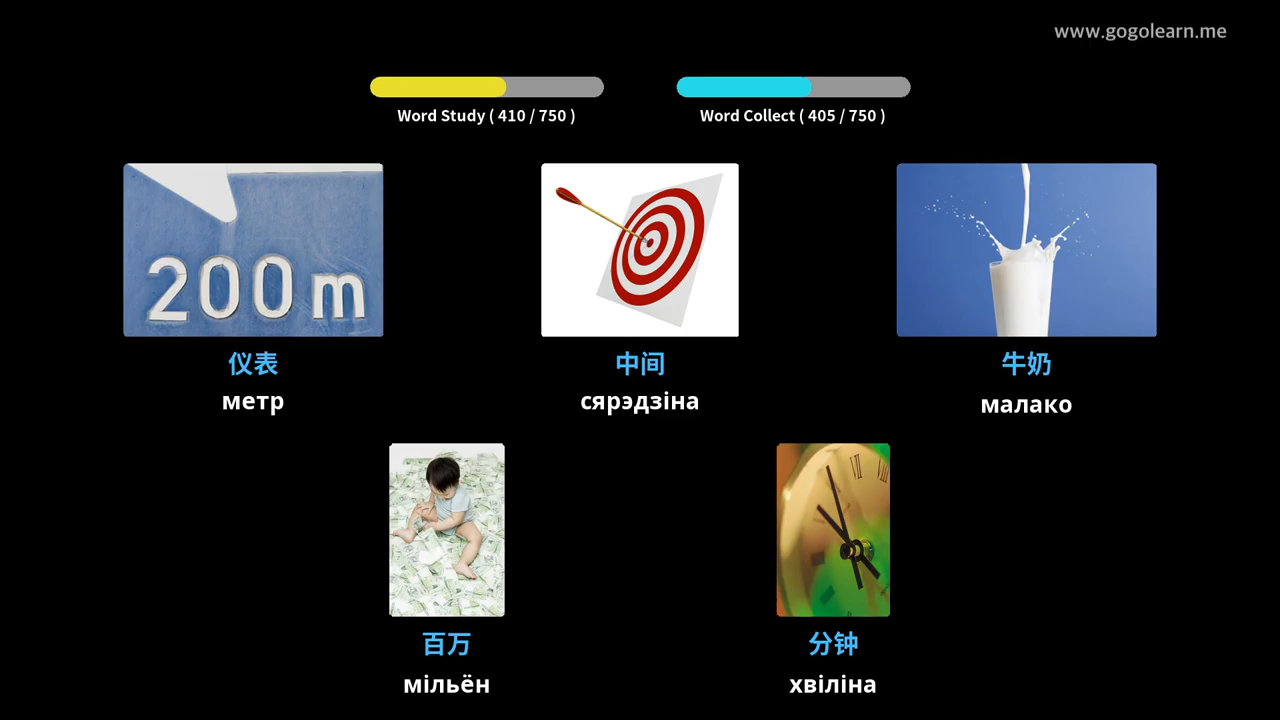 www.gogolearn.me
Word Study ( 410 / 750 )
Word Collect ( 405 / 750 )
200 m
仪表
метр
中间
сярэдзіна
牛奶
малако
百万
мільён
分钟
хвіліна